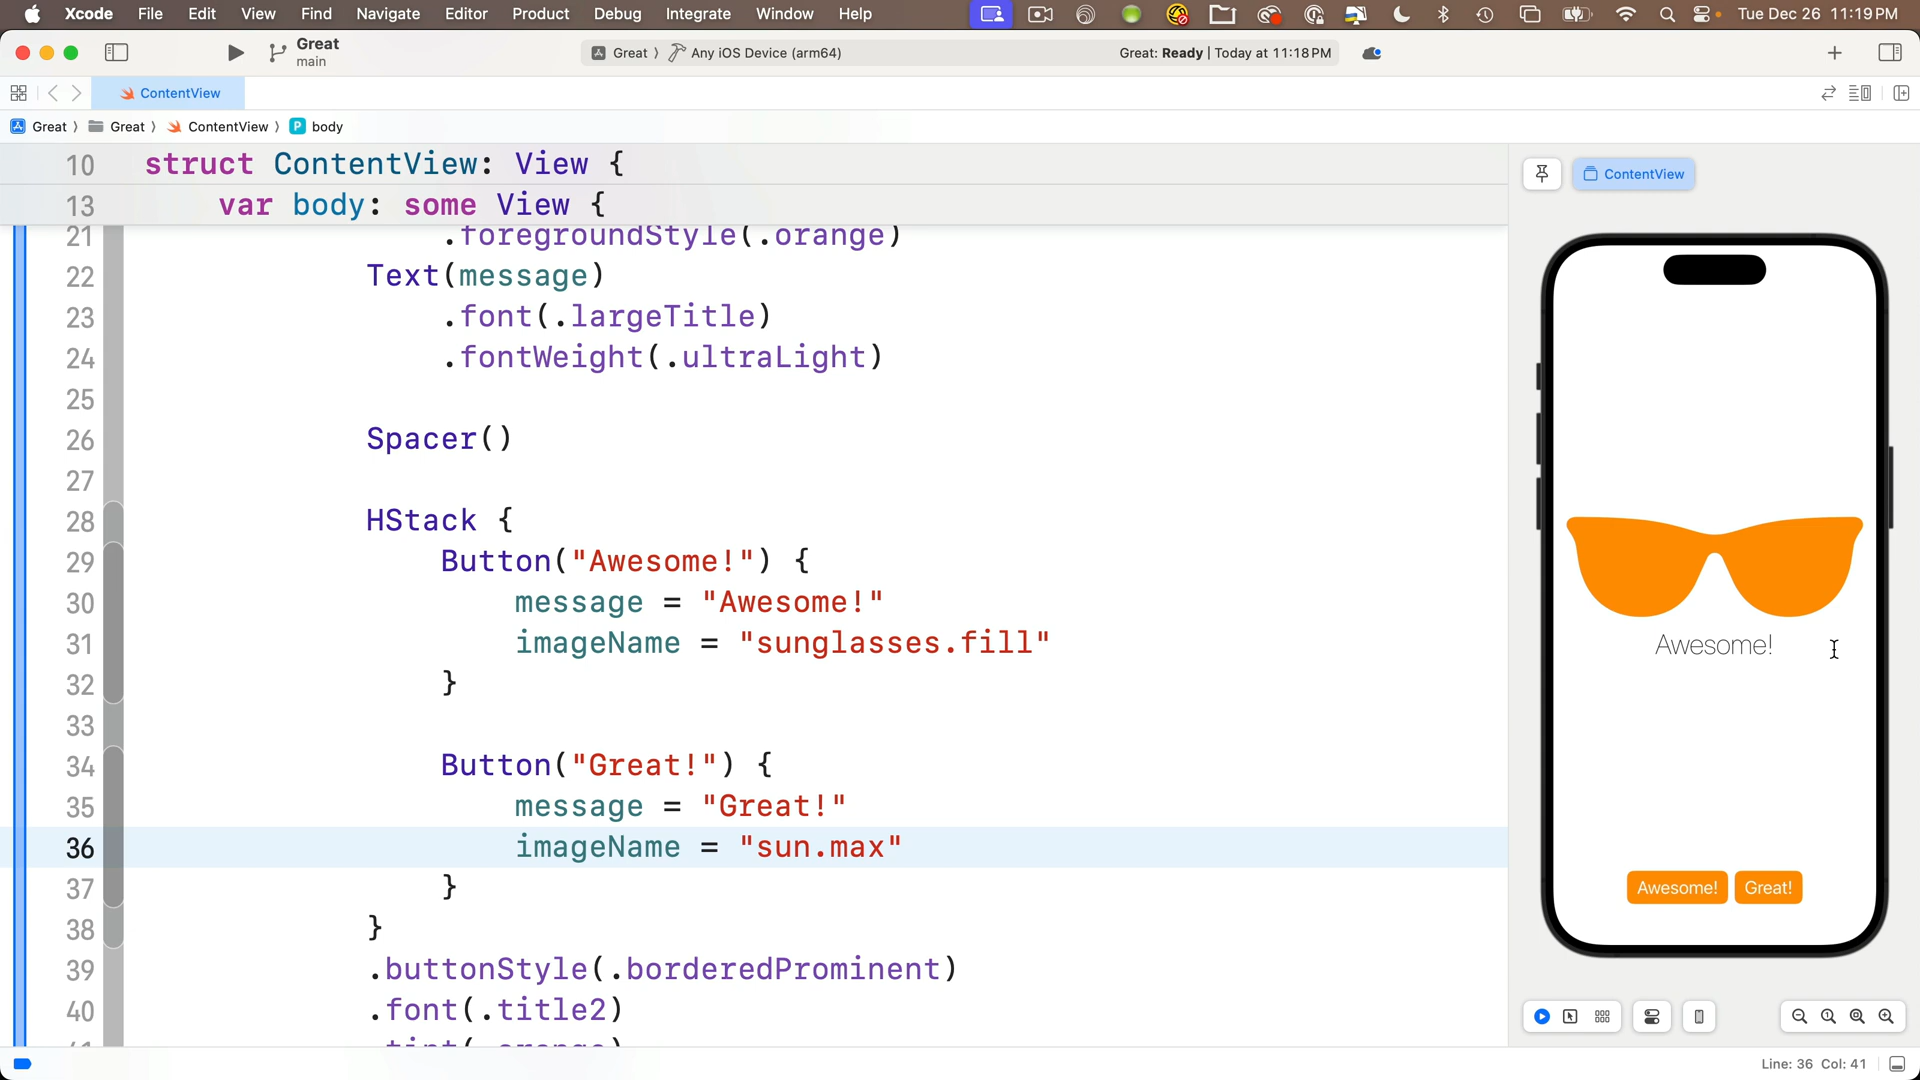 Xcode File Edit View Find Navigate Editor Product Debug Integrate Window Help Tue Dec 26 11:19 PM
Great
main
Great Any iOS Device (arm64)
Great: Ready | Today at 11:18 PM
ContentView
Great Great ContentView P body
10 struct ContentView: View {
13 var body: some View {
21 .foregroundStyle(.orange)
22 Text(message)
23 .font(.largeTitle)
24 .fontWeight(.ultraLight)
25
26 Spacer()
27
28 HStack {
29 Button("Awesome!") {
30 message = "Awesome!"
31 imageName = "sunglasses.fill"
32 }
33
34 Button("Great!") {
35 message = "Great!"
36 imageName = "sun.max"
37 }
38 }
39 .buttonStyle(.borderedProminent)
40 .font(.title2)
41 .tint(.orange)
ContentView
Awesome!
Awesome! Great!
Line: 36 Col: 41